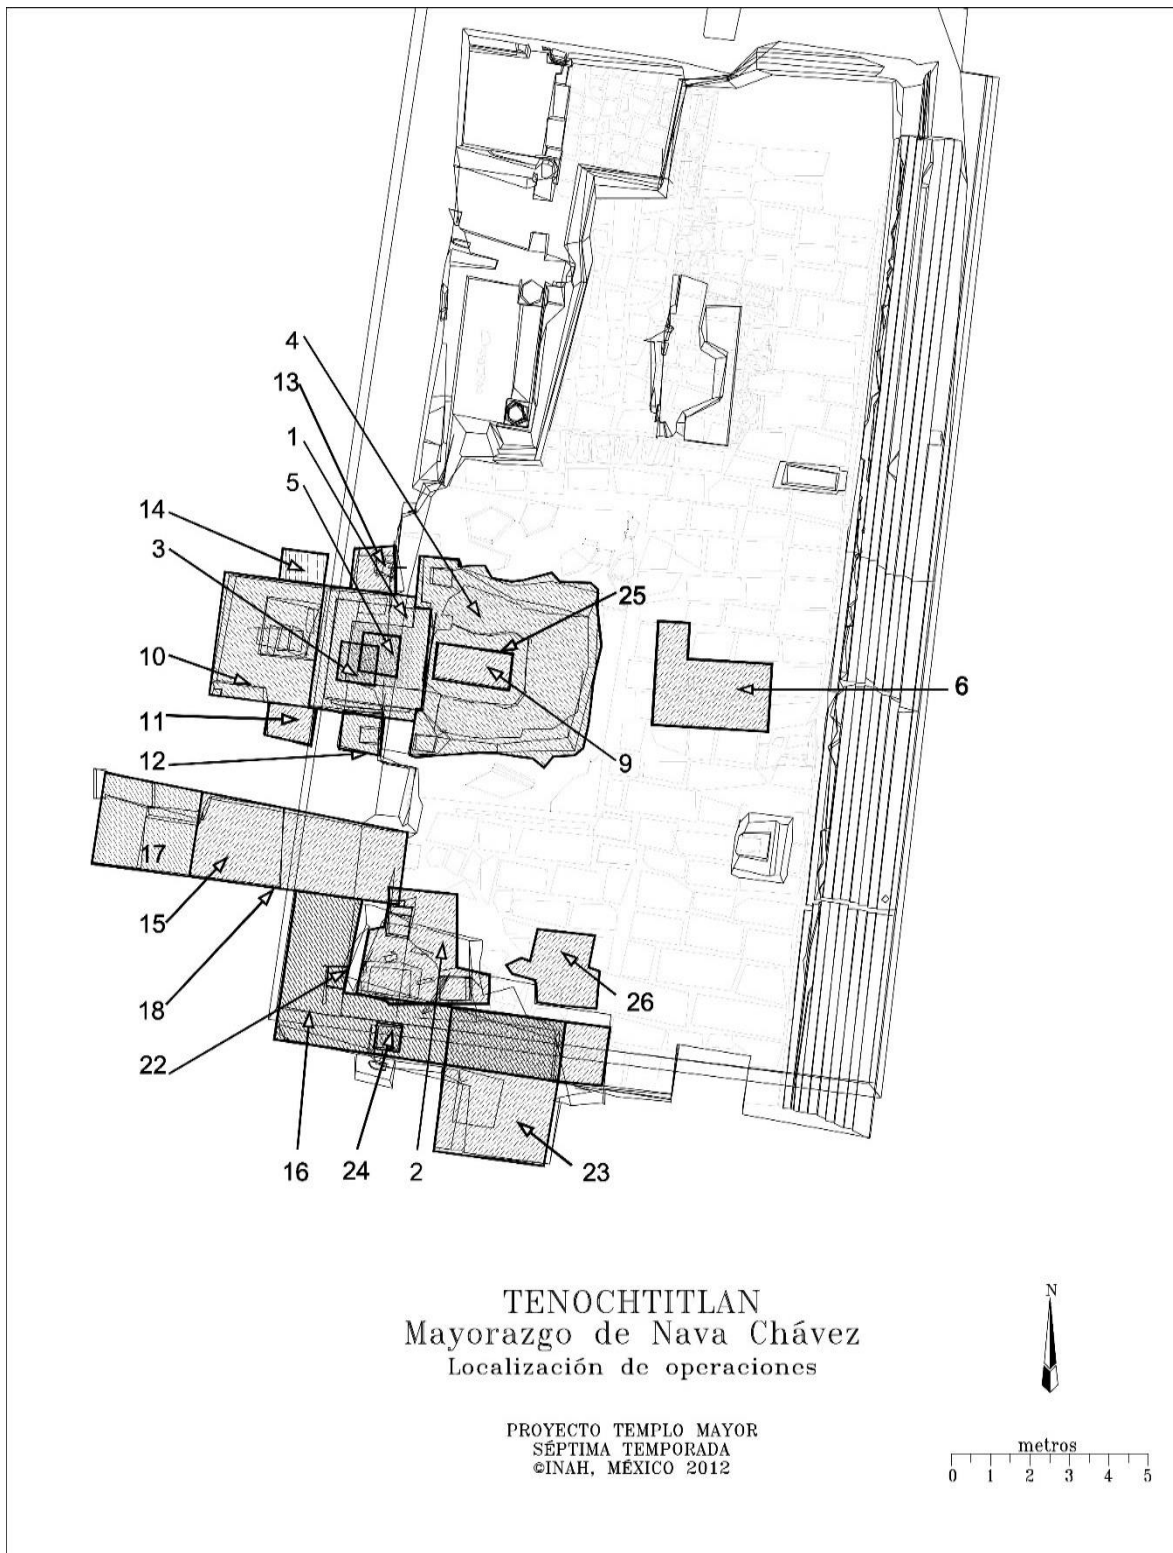 4
13
1
5
14
3
25
10
6
11
9
12
17
15
26
18
22
16
24
2
23
TENOCHTITLAN
Mayorazgo de Nava Chávez
Localización de operaciones
N
PROYECTO TEMPLO MAYOR
SÉPTIMA TEMPORADA
©INAH, MÉXICO 2012
metros
0 1 2 3 4 5